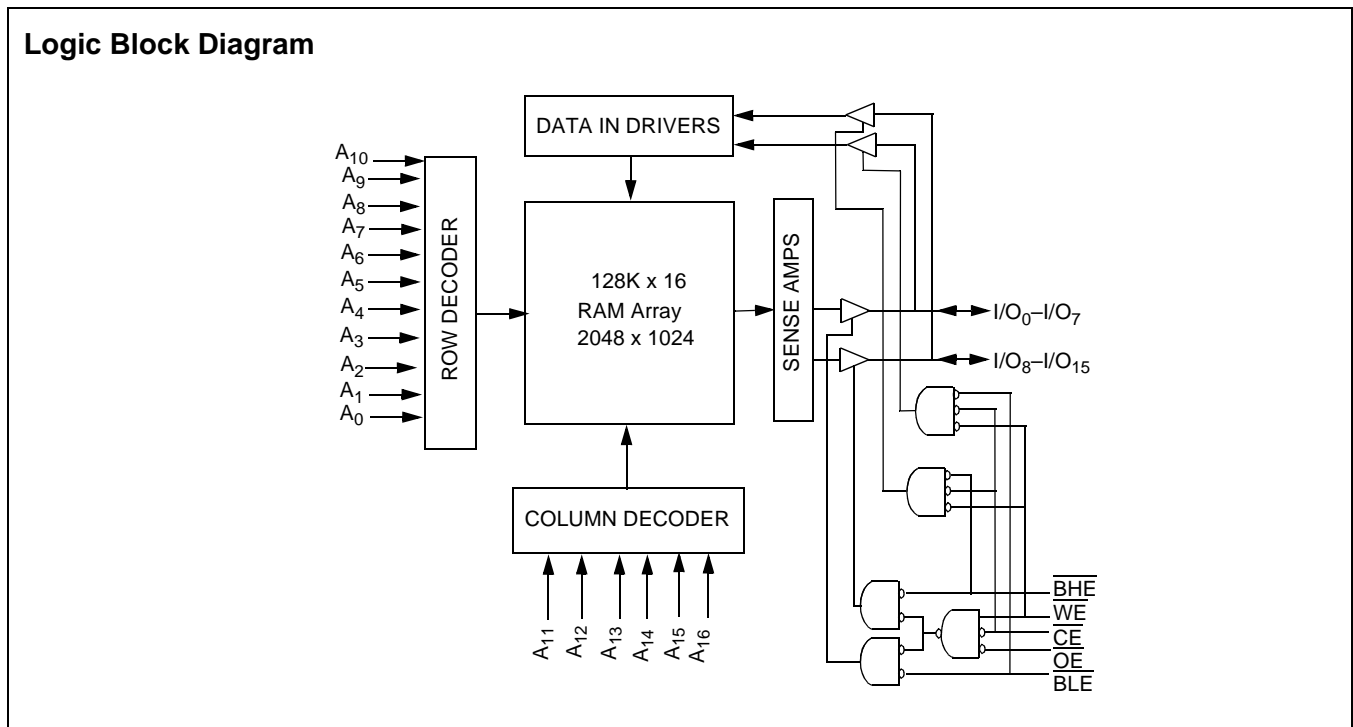 Logic Block Diagram
DATA IN DRIVERS
A10
A9
A8
A7
A6
A5
A4
A3
A2
A1
A0
ROW DECODER
128K x 16
RAM Array
2048 x 1024
SENSE AMPS
I/O0–I/O7
I/O8–I/O15
COLUMN DECODER
A11
A12
A13
A14
A15
A16
BHE
WE
CE
OE
BLE